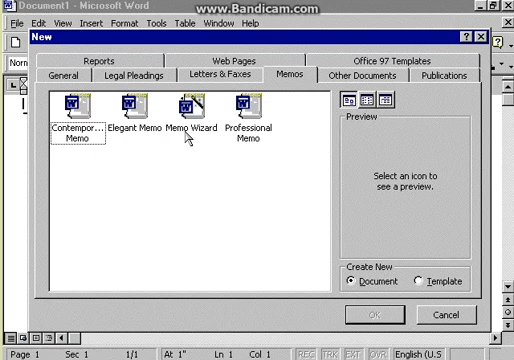 www.Bandicam.com
Document1 - Microsoft Word
File Edit View Insert Format Tools Table Window Help
New
Reports Web Pages Office 97 Templates
General Legal Pleadings Letters & Faxes Memos Other Documents Publications
Contempor... Memo
Elegant Memo
Memo Wizard
Professional Memo
Preview
Select an icon to
see a preview.
Create New
Document Template
OK Cancel
Page 1 Sec 1 1/1 At 1" Ln 1 Col 1 REC TRK EXT OVR English (U.S